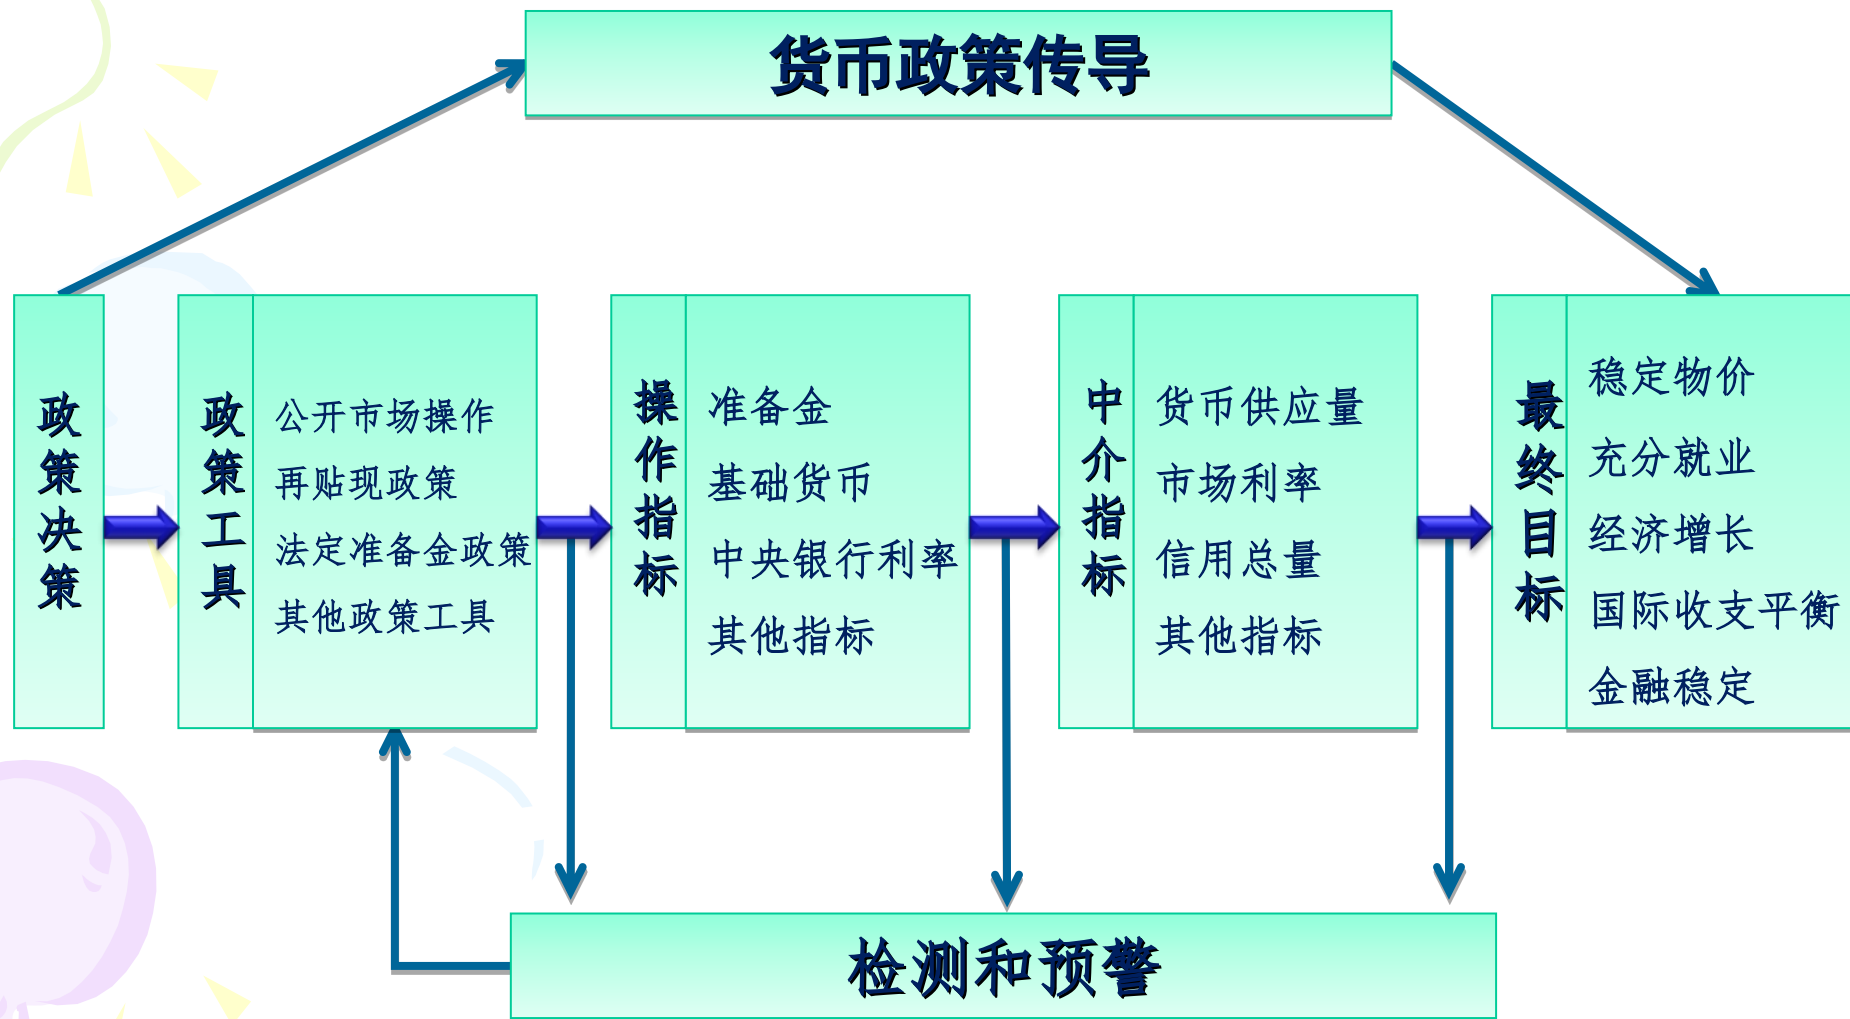 货币政策传导
政策决策
政策工具
公开市场操作
再贴现政策
法定准备金政策
其他政策工具
操作指标
准备金
基础货币
中央银行利率
其他指标
中介指标
货币供应量
市场利率
信用总量
其他指标
最终目标
稳定物价
充分就业
经济增长
国际收支平衡
金融稳定
检测和预警